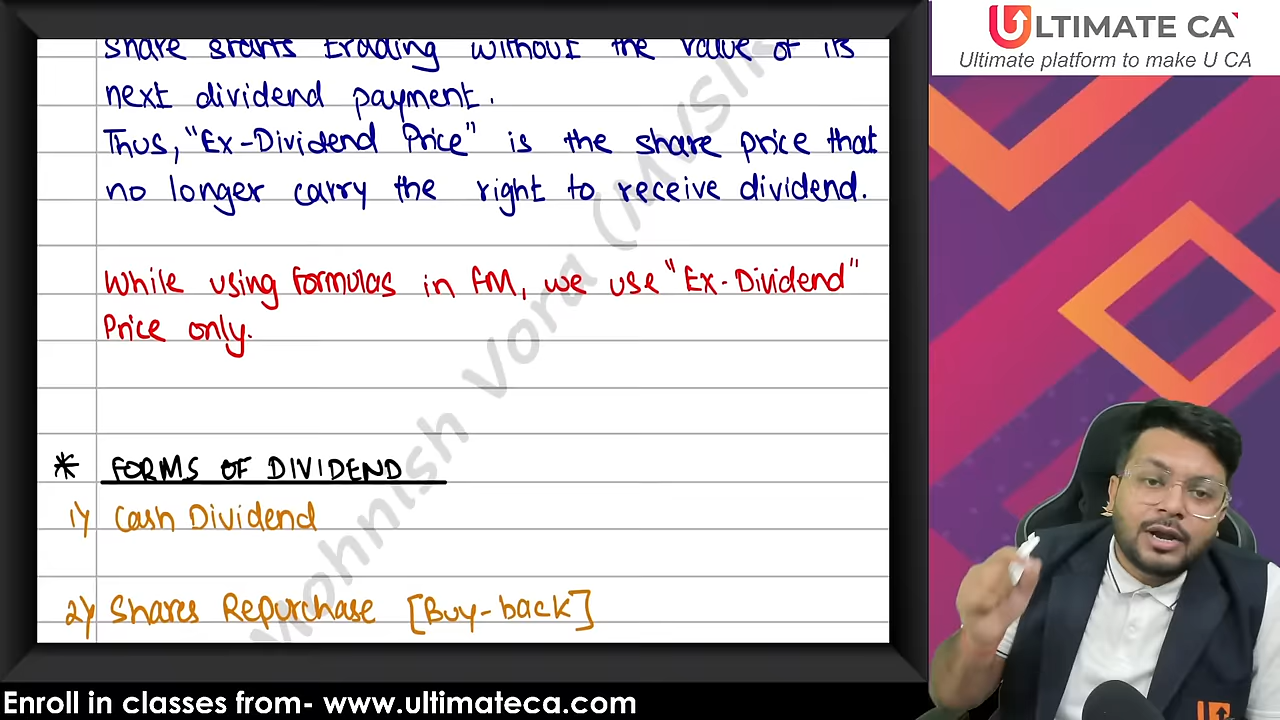 share starts trading without the value of its
next dividend payment.
Thus, "Ex-Dividend Price" is the share price that
no longer carry the right to receive dividend.
While using formulas in FM, we use "Ex-Dividend"
Price only.
* FORMS OF DIVIDEND
1) Cash Dividend
2) Shares Repurchase [Buy-back]
Mohnish Vora
ULTIMATE CA
Ultimate platform to make U CA
Enroll in classes from- www.ultimateca.com